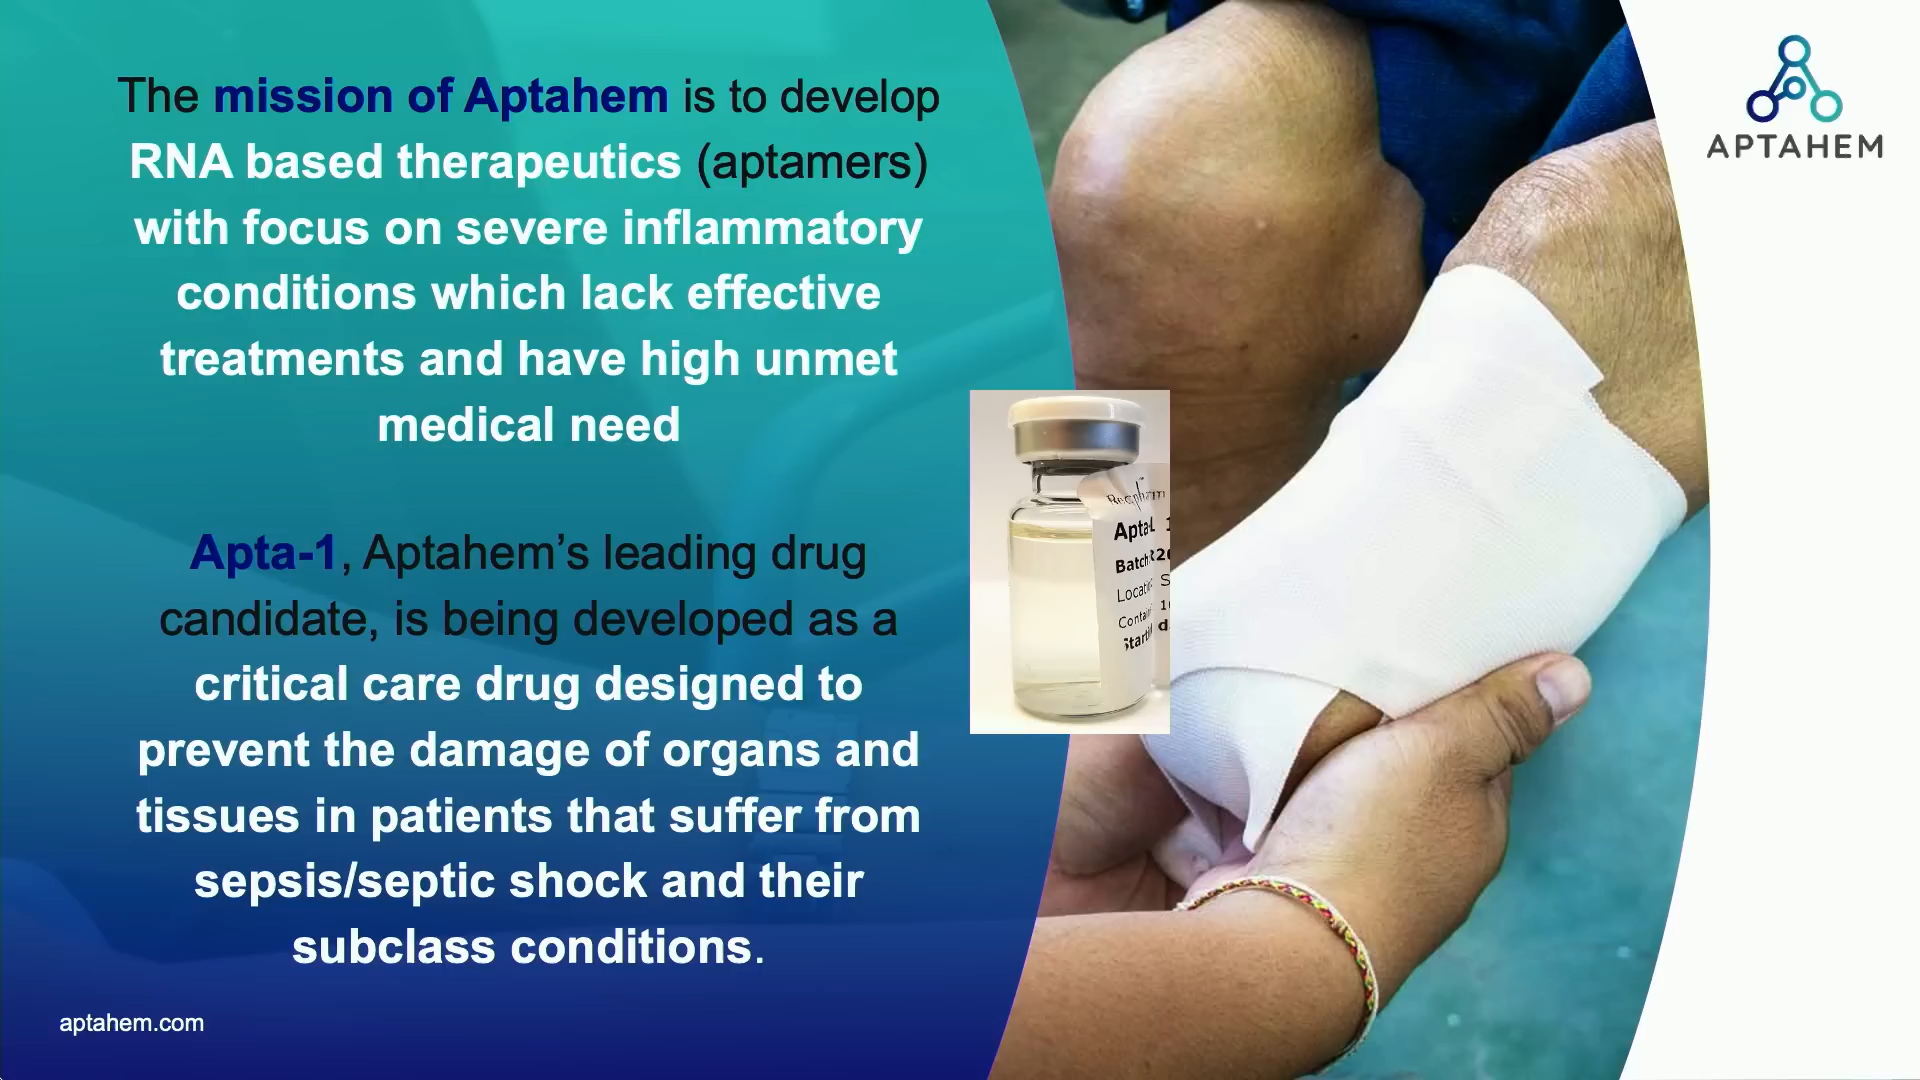 The mission of Aptahem is to develop
RNA based therapeutics (aptamers)
with focus on severe inflammatory
conditions which lack effective
treatments and have high unmet
medical need
Apta-1, Aptahem’s leading drug
candidate, is being developed as a
critical care drug designed to
prevent the damage of organs and
tissues in patients that suffer from
sepsis/septic shock and their
subclass conditions.
aptahem.com
APTAHEM